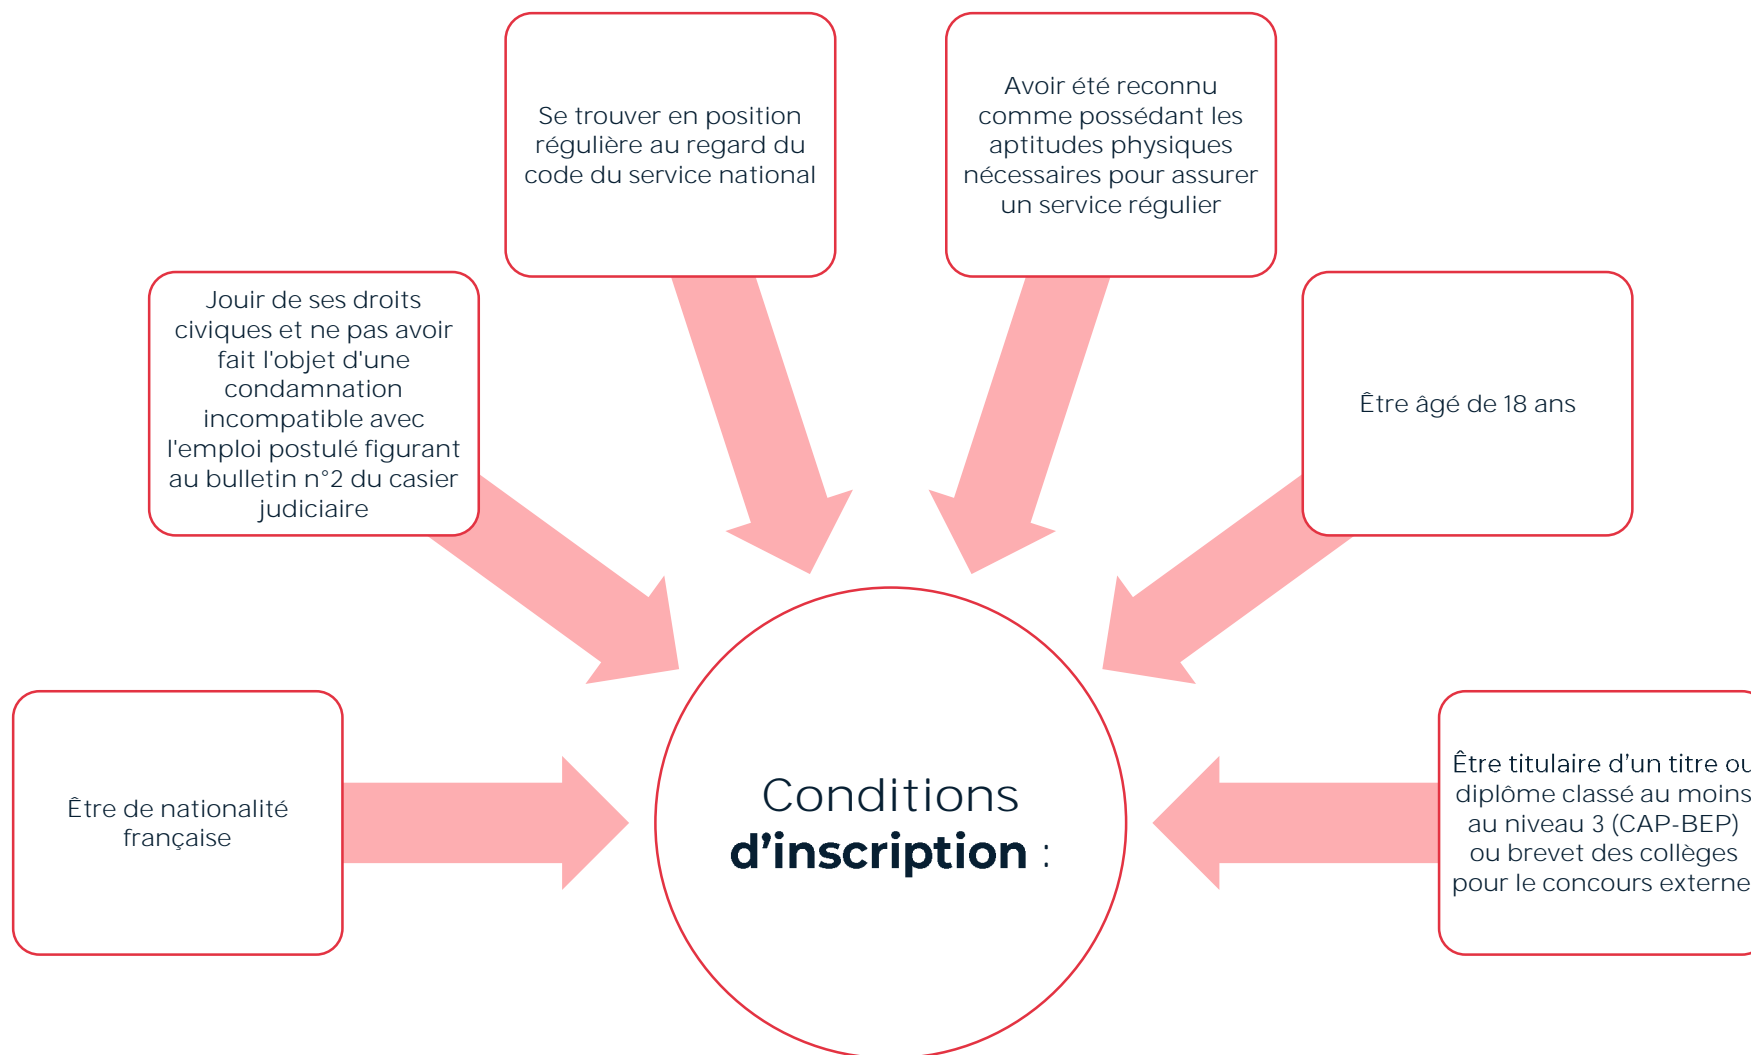 Se trouver en position
régulière au regard du
code du service national
Avoir été reconnu
comme possédant les
aptitudes physiques
nécessaires pour assurer
un service régulier
Jouir de ses droits
civiques et ne pas avoir
fait l'objet d'une
condamnation
incompatible avec
l'emploi postulé figurant
au bulletin n°2 du casier
judiciaire
Être âgé de 18 ans
Être de nationalité
française
Conditions
d’inscription :
Être titulaire d’un titre ou
diplôme classé au moins
au niveau 3 (CAP-BEP)
ou brevet des collèges
pour le concours externe